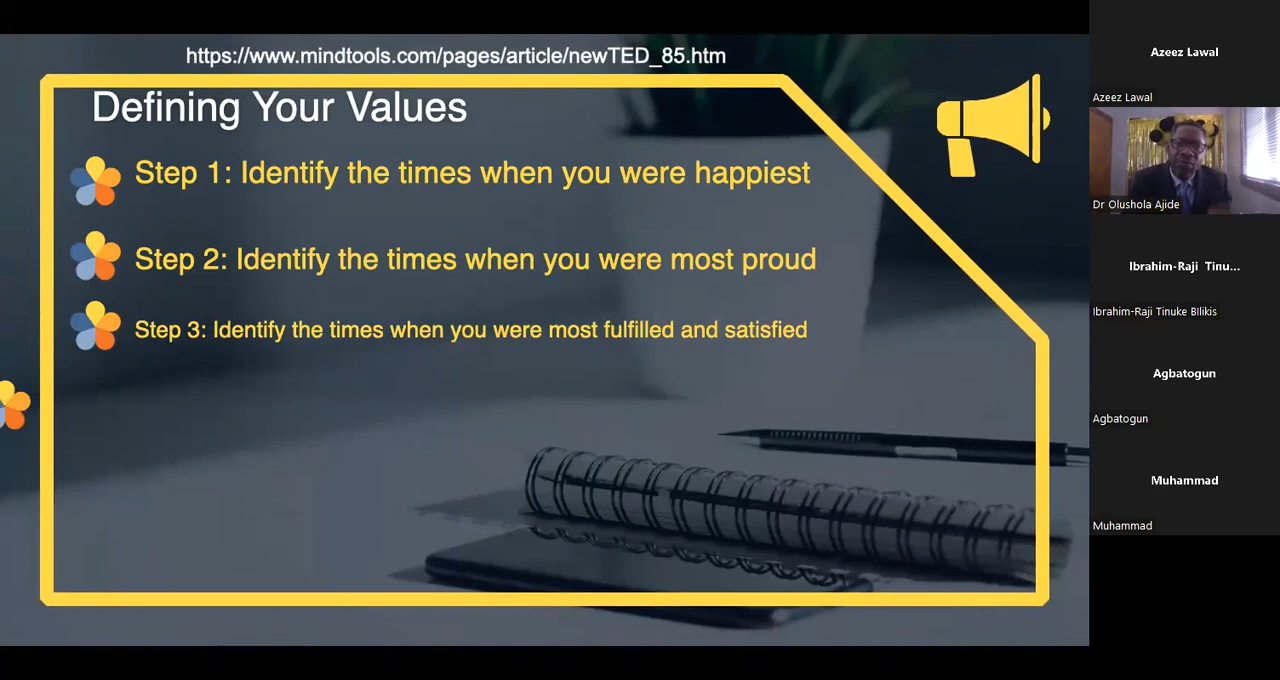 https://www.mindtools.com/pages/article/newTED_85.htm
Defining Your Values
Step 1: Identify the times when you were happiest
Step 2: Identify the times when you were most proud
Step 3: Identify the times when you were most fulfilled and satisfied
Azeez Lawal
Azeez Lawal
Dr Olushola Ajide
Ibrahim-Raji Tinu...
Ibrahim-Raji Tinuke BIlikis
Agbatogun
Agbatogun
Muhammad
Muhammad